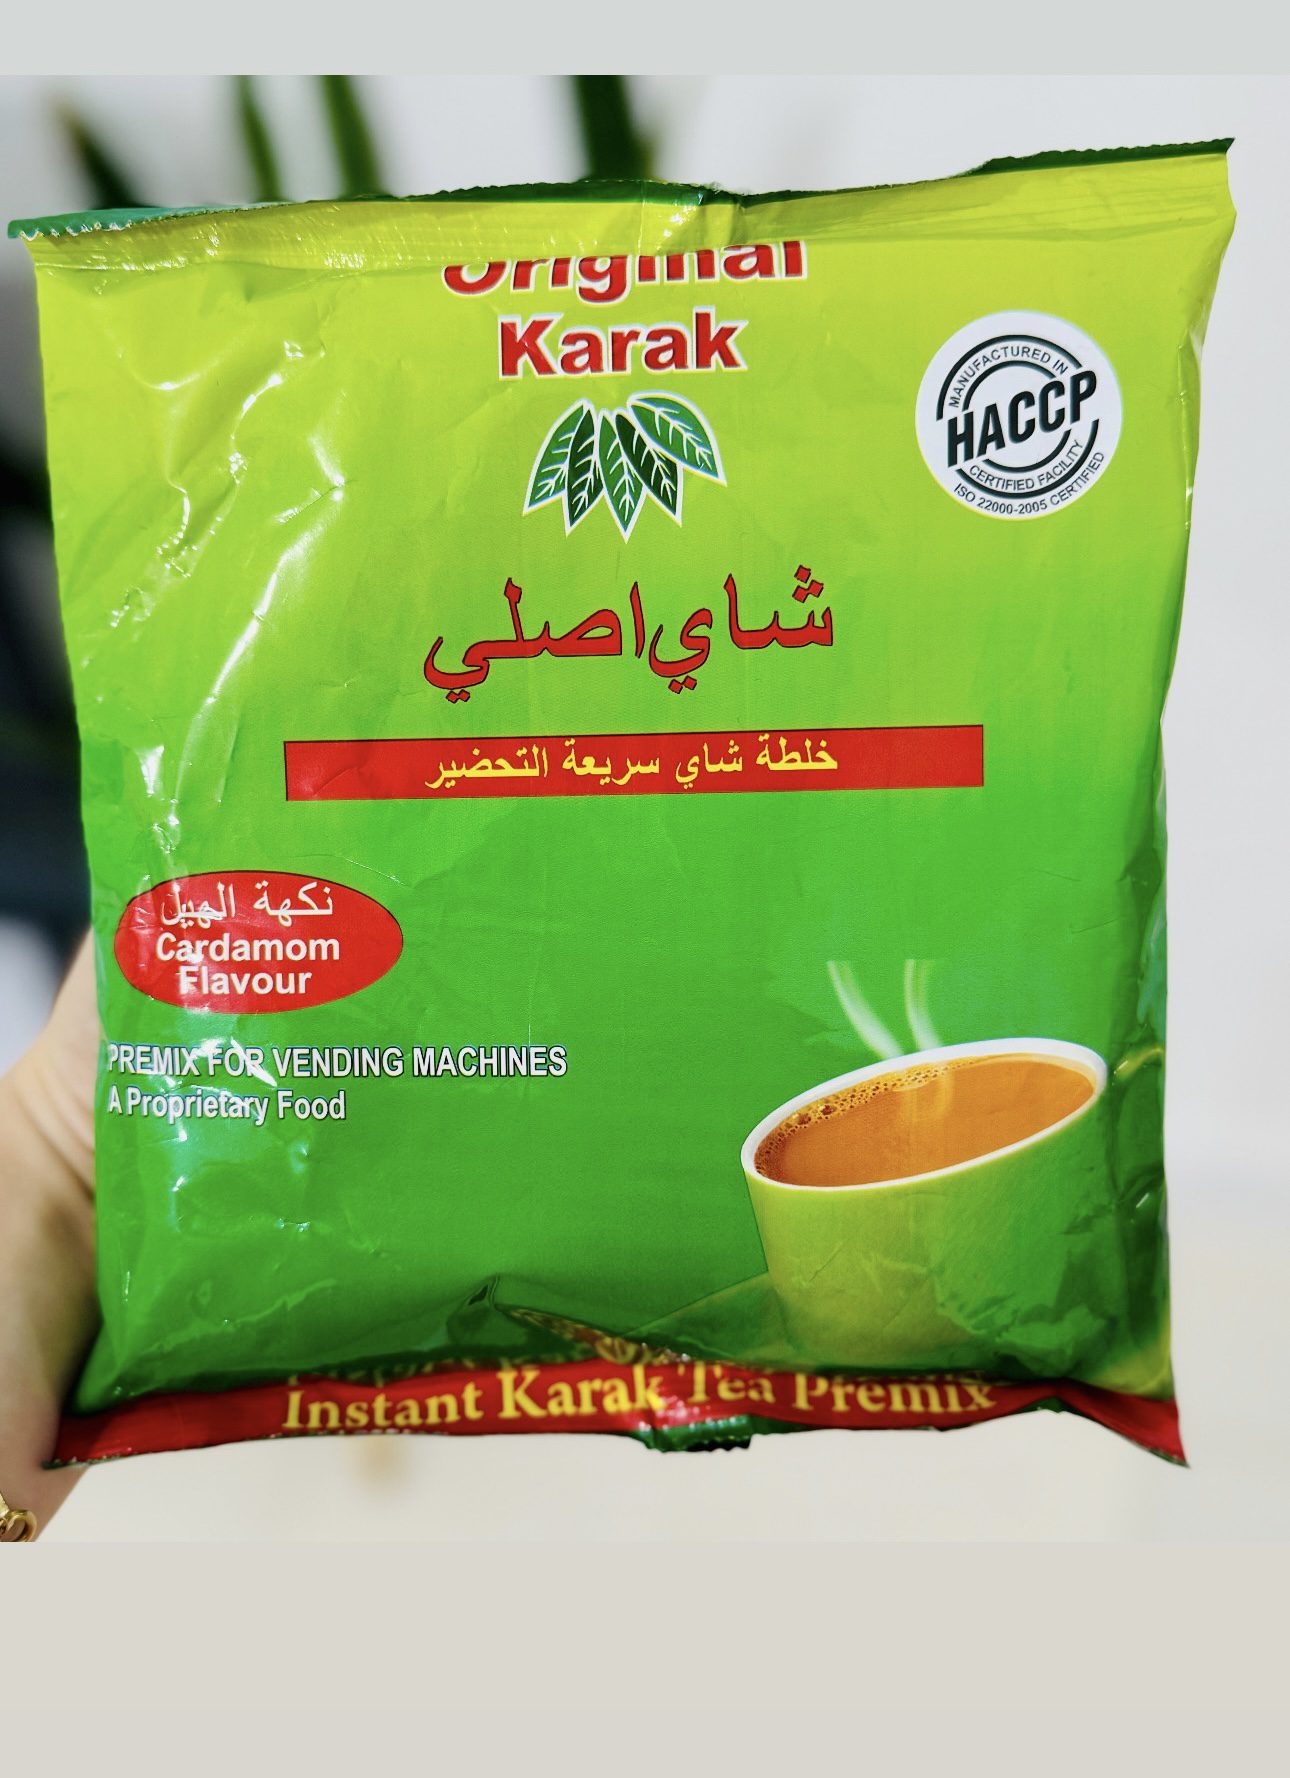 Original
Karak
MANUFACTURED IN
HACCP
CERTIFIED FACILITY
ISO 22000-2005 CERTIFIED
شاي اصلي
خلطة شاي سريعة التحضير
نكهة الهيل
Cardamom
Flavour
PREMIX FOR VENDING MACHINES
A Proprietary Food
Instant Karak Tea Premix